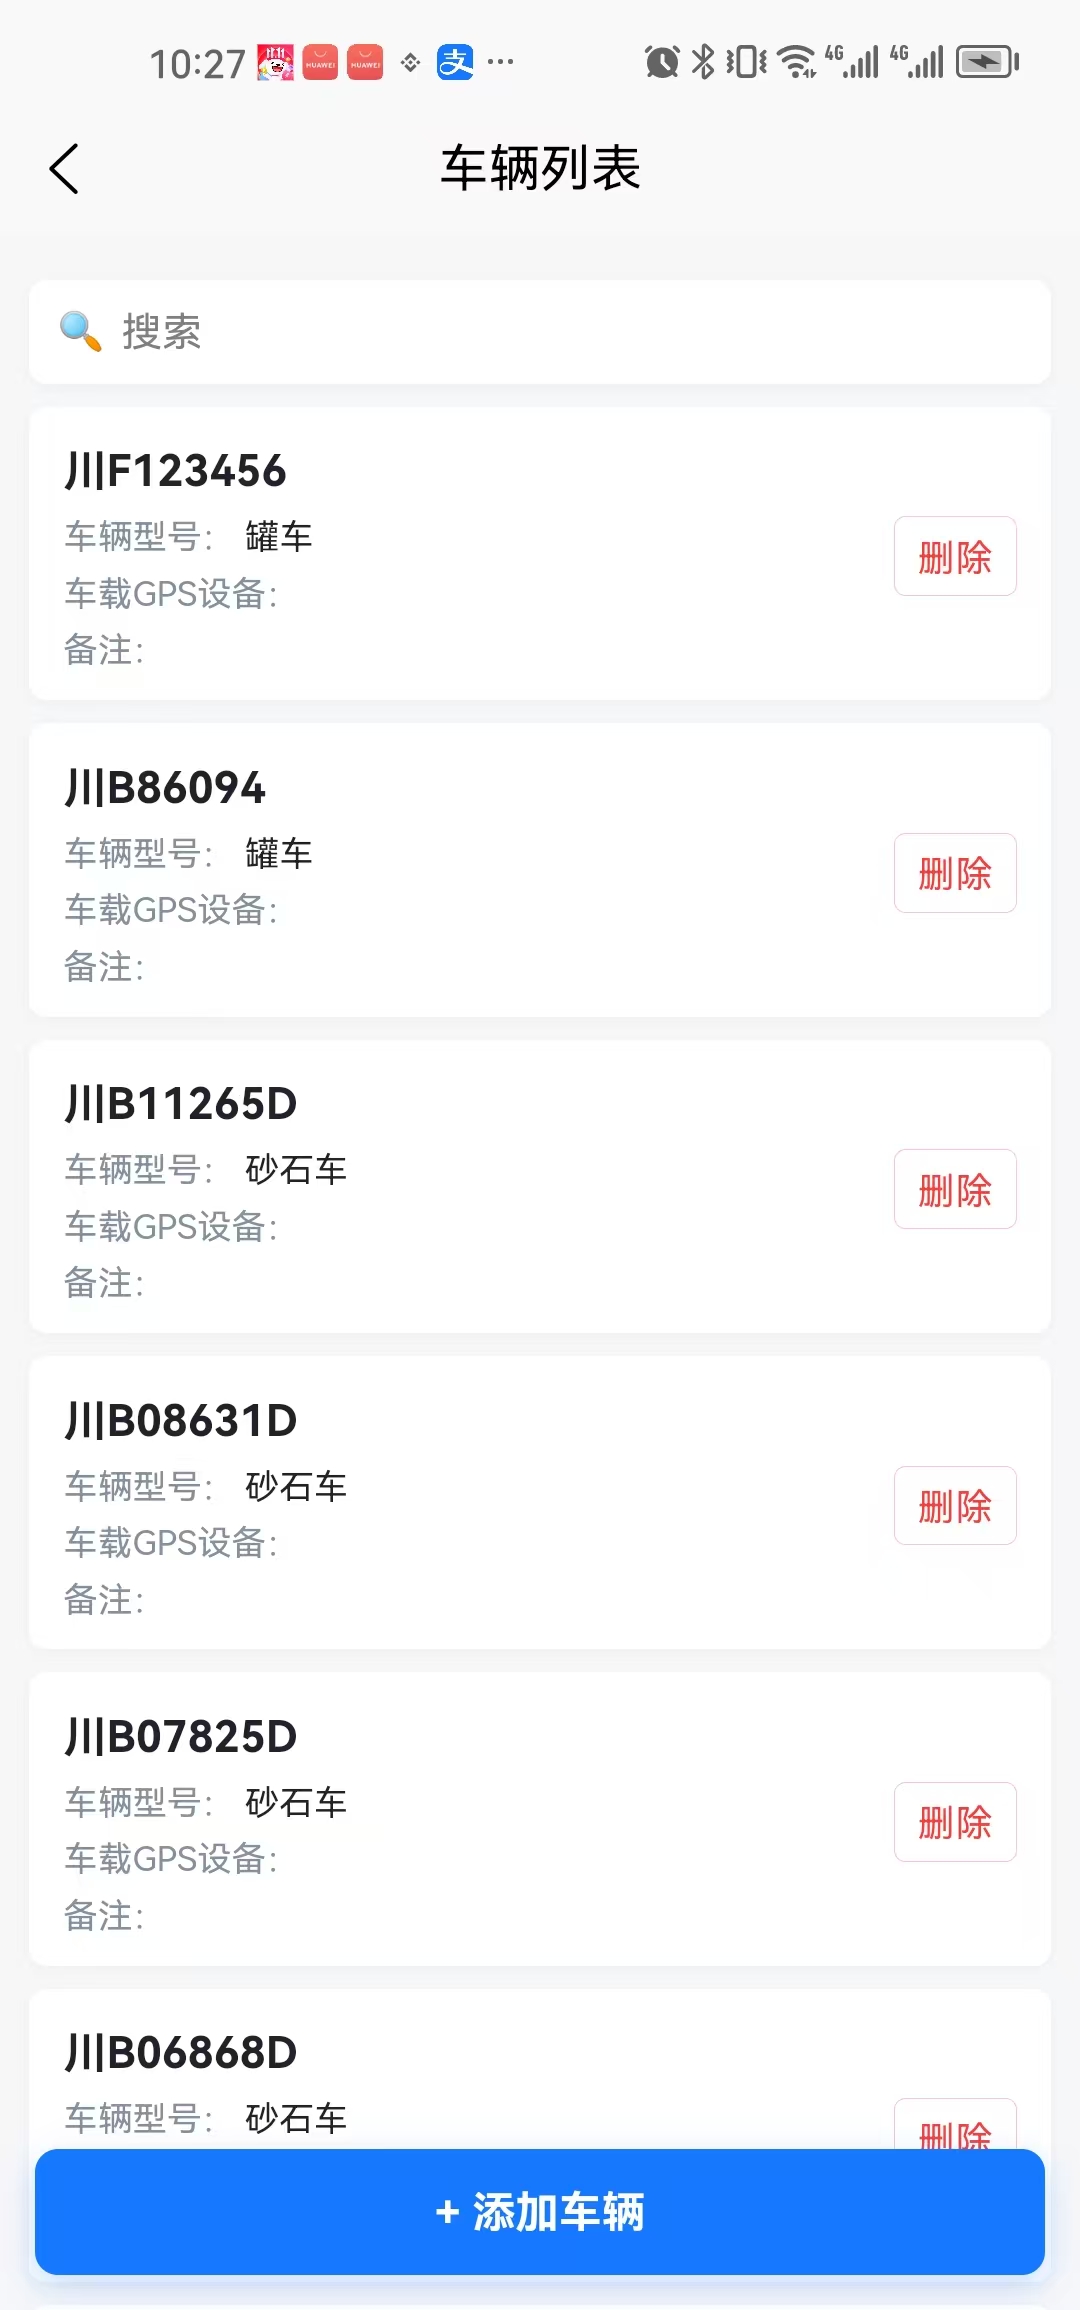 10:27
4G
4G
车辆列表
搜索
川F123456
车辆型号: 罐车
车载GPS设备:
备注:
删除
川B86094
车辆型号: 罐车
车载GPS设备:
备注:
删除
川B11265D
车辆型号: 砂石车
车载GPS设备:
备注:
删除
川B08631D
车辆型号: 砂石车
车载GPS设备:
备注:
删除
川B07825D
车辆型号: 砂石车
车载GPS设备:
备注:
删除
川B06868D
车辆型号: 砂石车
删除
+ 添加车辆